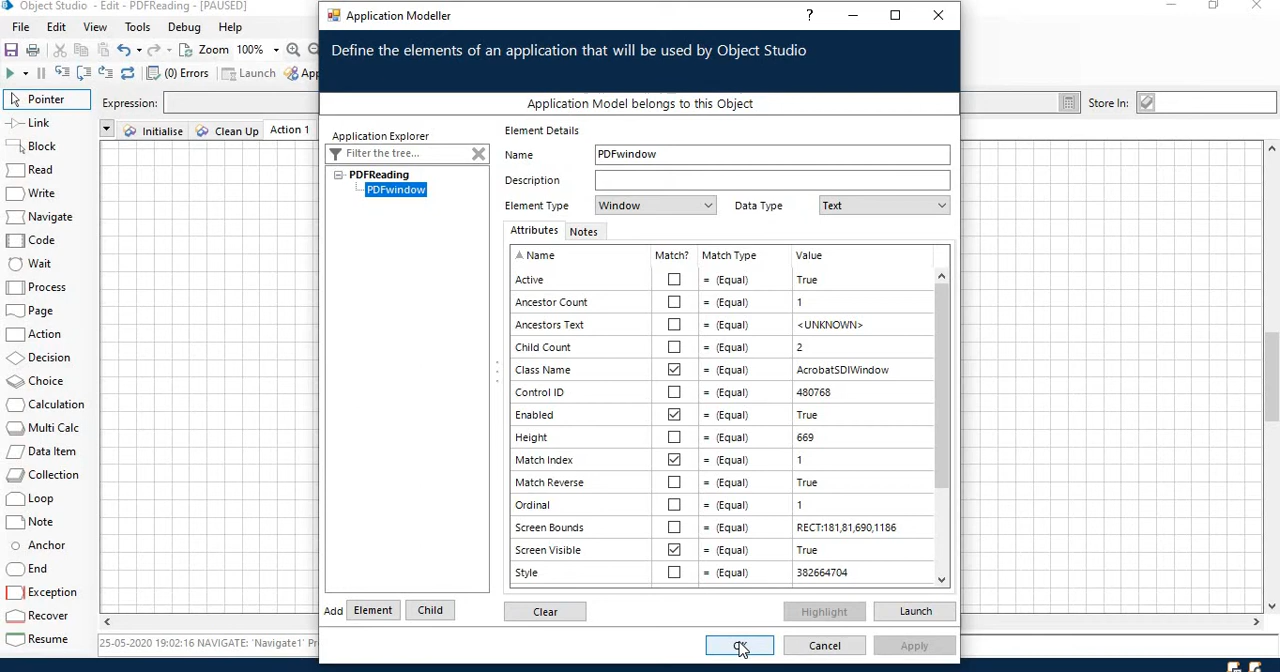 Object Studio - Edit - PDFReading - [PAUSED]
File Edit View Tools Debug Help
Zoom 100%
(0) Errors Launch
Pointer
Link
Block
Read
Write
Navigate
Code
Wait
Process
Page
Action
Decision
Choice
Calculation
Multi Calc
Data Item
Collection
Loop
Note
Anchor
End
Exception
Recover
Resume
Expression:
Store In:
Initialise Clean Up Action 1
25-05-2020 19:02:16 NAVIGATE: 'Navigate1'
Application Modeller
?
Define the elements of an application that will be used by Object Studio
Application Model belongs to this Object
Application Explorer
Filter the tree...
PDFReading
PDFwindow
Add Element Child
Element Details
Name PDFwindow
Description
Element Type Window Data Type Text
Attributes Notes
Name Match? Match Type Value
Active = (Equal) True
Ancestor Count = (Equal) 1
Ancestors Text = (Equal) <UNKNOWN>
Child Count = (Equal) 2
Class Name = (Equal) AcrobatSDIWindow
Control ID = (Equal) 480768
Enabled = (Equal) True
Height = (Equal) 669
Match Index = (Equal) 1
Match Reverse = (Equal) True
Ordinal = (Equal) 1
Screen Bounds = (Equal) RECT:181,81,690,1186
Screen Visible = (Equal) True
Style = (Equal) 382664704
Clear Highlight Launch
Cancel Apply